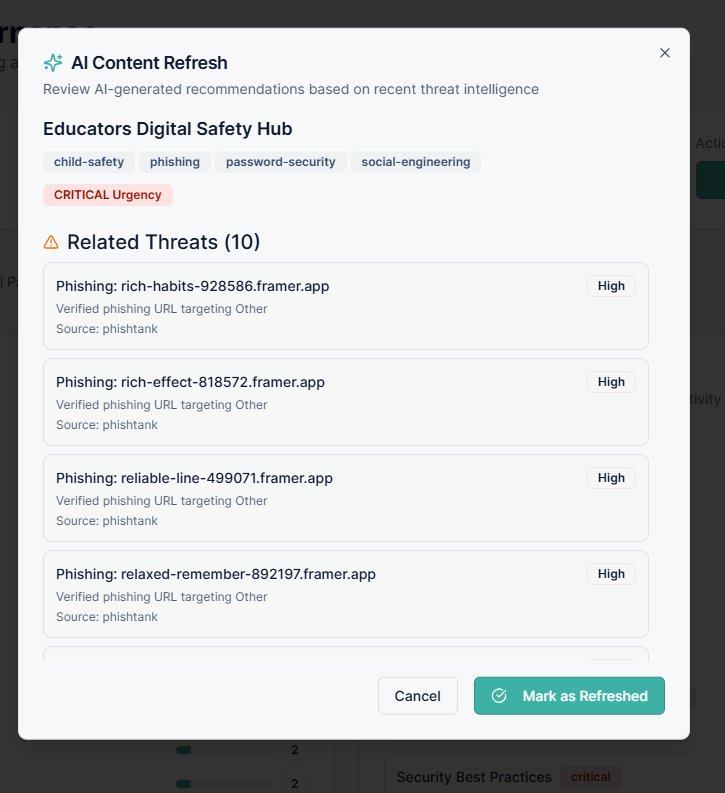 AI Content Refresh
Review AI-generated recommendations based on recent threat intelligence
Educators Digital Safety Hub
child-safety phishing password-security social-engineering
CRITICAL Urgency
Related Threats (10)
Phishing: rich-habits-928586.framer.app High
Verified phishing URL targeting Other
Source: phishtank
Phishing: rich-effect-818572.framer.app High
Verified phishing URL targeting Other
Source: phishtank
Phishing: reliable-line-499071.framer.app High
Verified phishing URL targeting Other
Source: phishtank
Phishing: relaxed-remember-892197.framer.app High
Verified phishing URL targeting Other
Source: phishtank
Cancel Mark as Refreshed
2
Security Best Practices critical
2